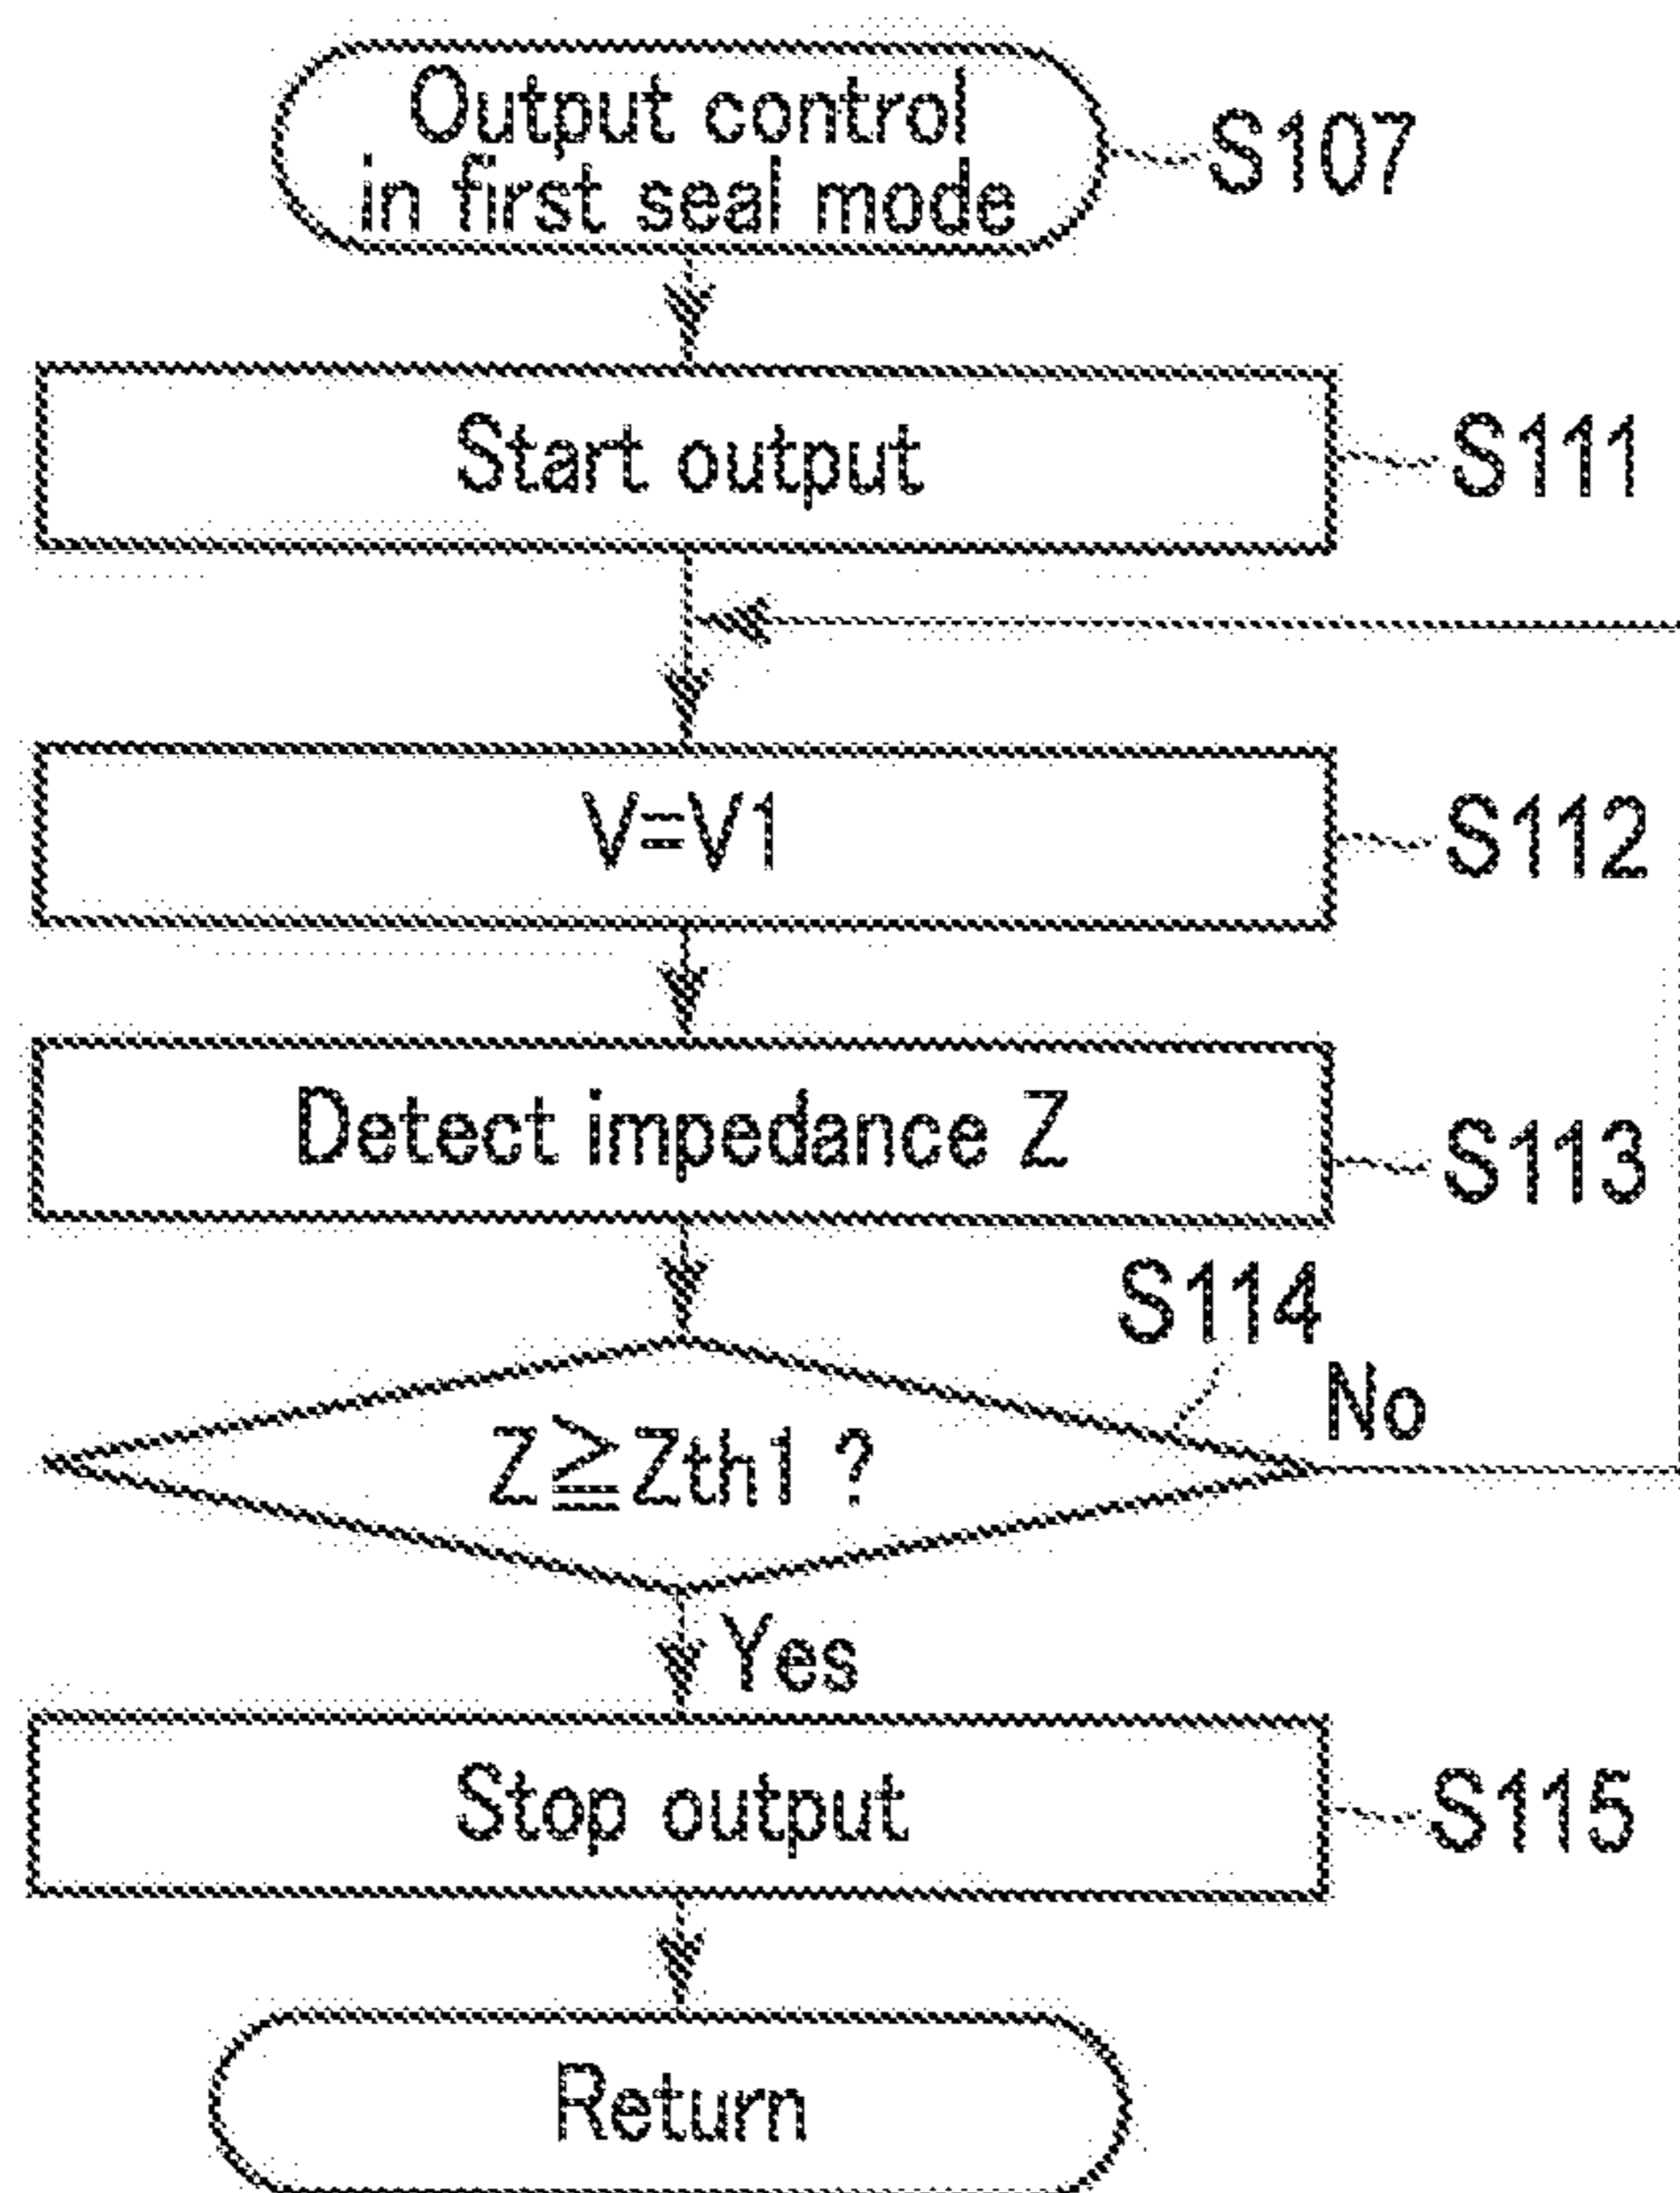 Output control
in first seal mode
S107
Start output
S111
V=V1
S112
Detect impedance Z
S113
S114
Z≧Zth1 ?
No
Yes
Stop output
S115
Return